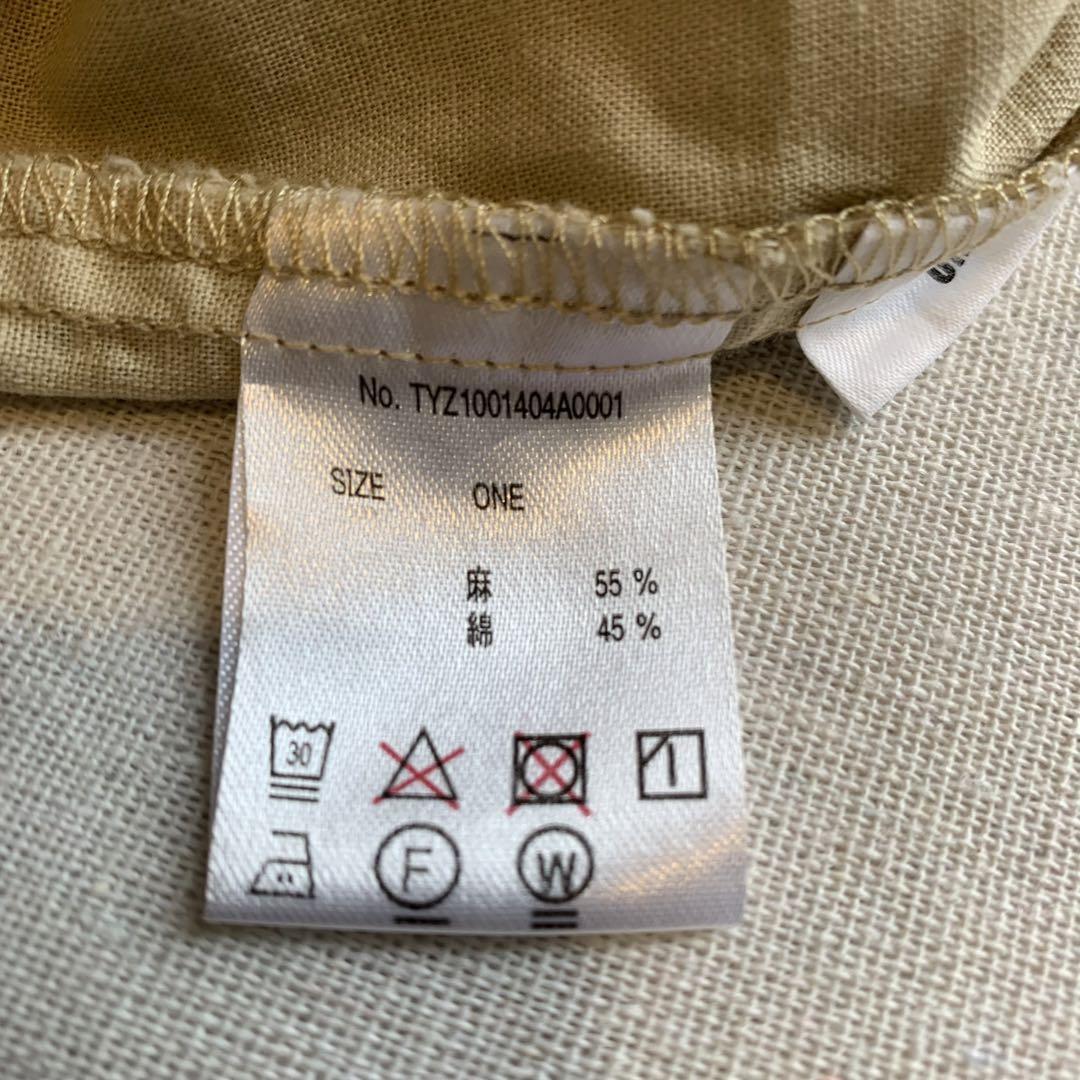 No. TYZ1001404A0001
SIZE ONE
麻 55 %
綿 45 %
30
F
W